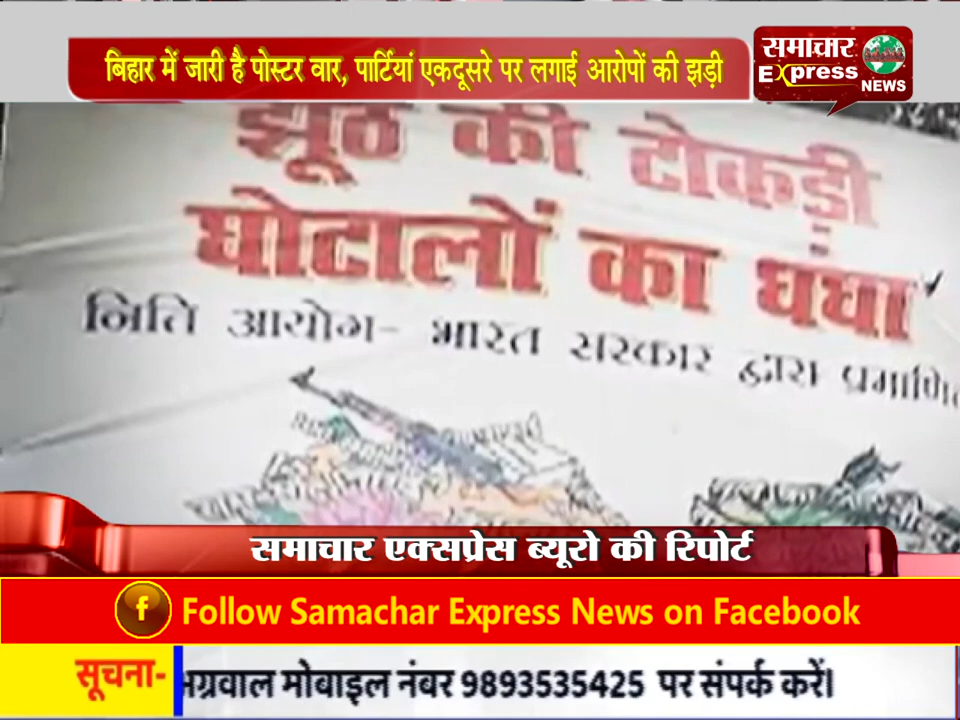 बिहार में जारी है पोस्टर वार, पार्टियां एकदूसरे पर लगाई आरोपों की झड़ी
समाचार
Express
NEWS
झूठ की टोकड़ी
घोटालों का धंधा
निति आयोग- भारत सरकार द्वारा
समाचार एक्सप्रेस ब्यूरो की रिपोर्ट
f Follow Samachar Express News on Facebook
सूचना- अग्रवाल मोबाइल नंबर 9893535425 पर संपर्क करें।